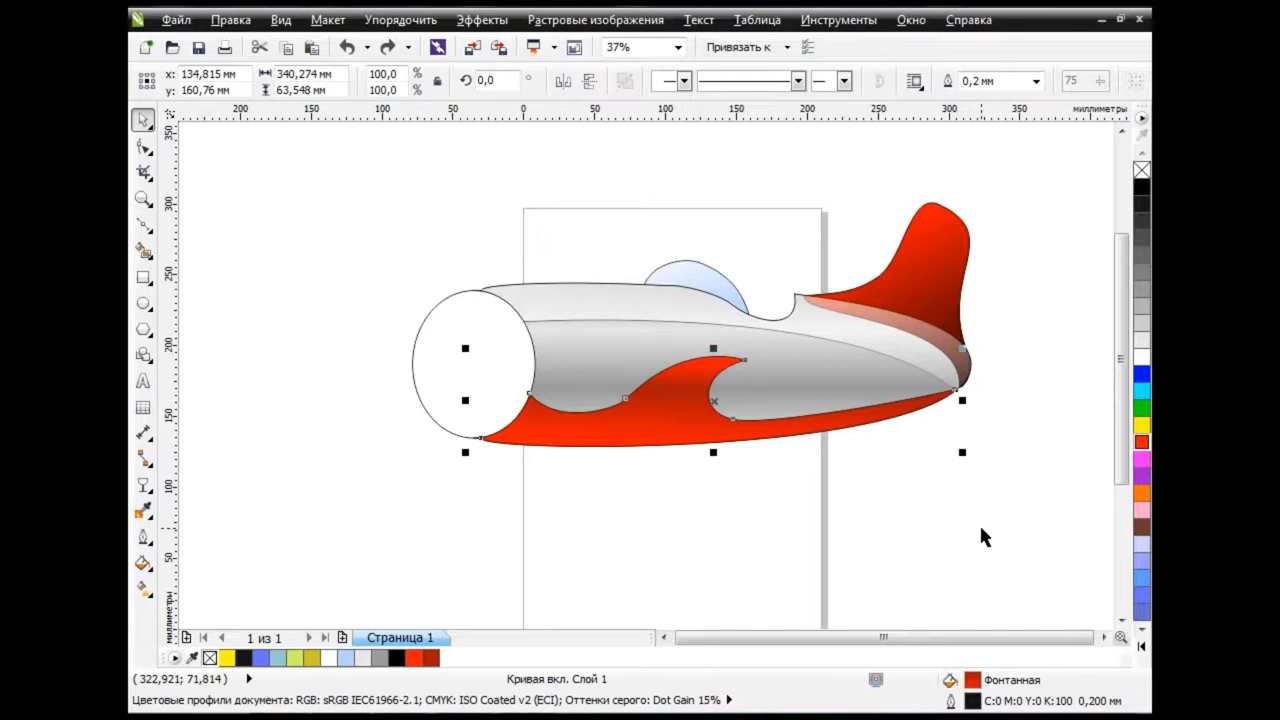 Файл Правка Вид Макет Упорядочить Эффекты Растровые изображения Текст Таблица Инструменты Окно Справка
37% Привязать к
x: 134,815 мм 340,274 мм 100,0 % 0,0 ° 0,2 мм 75
y: 160,76 мм 63,548 мм 100,0 %
200 150 100 50 0 50 100 150 200 250 300 350 миллиметры
350
300
250
200
150
100
50
миллиметры
1 из 1 Страница 1
( 322,921; 71,814 ) Кривая вкл. Слой 1 Фонтанная
Цветовые профили документа: RGB: sRGB IEC61966-2.1; CMYK: ISO Coated v2 (ECI); Оттенки серого: Dot Gain 15% C:0 M:0 Y:0 K:100 0,200 мм